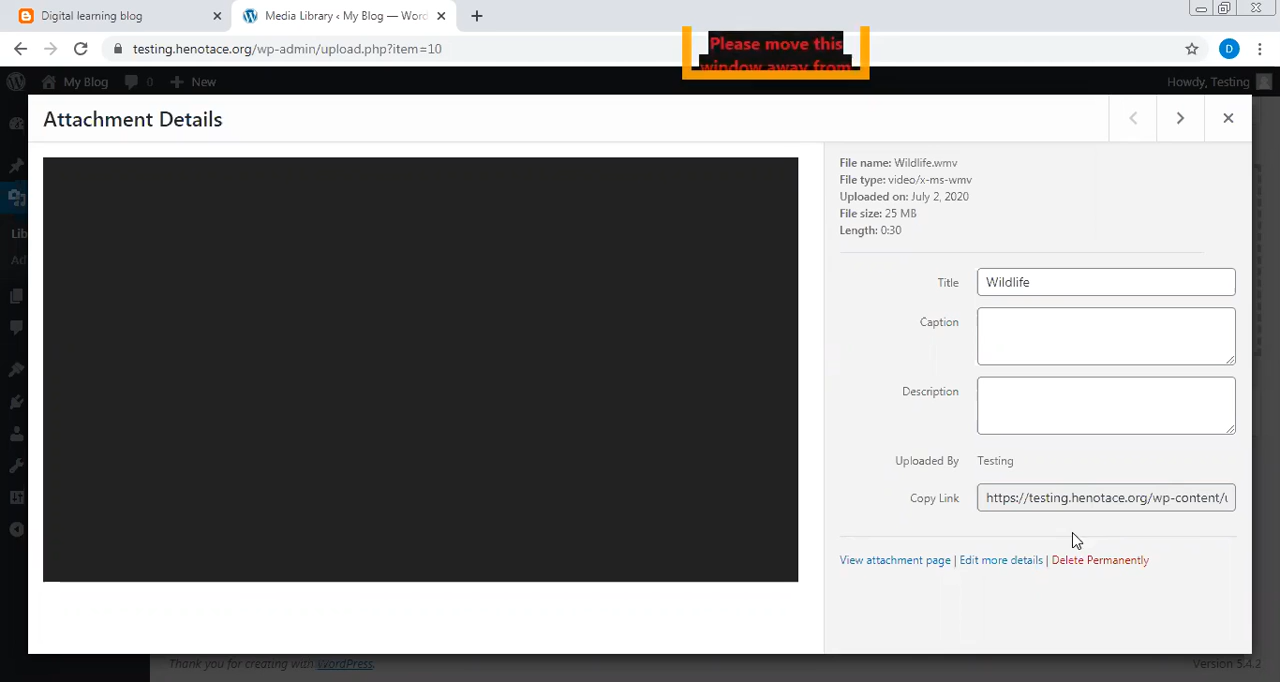 Digital learning blog
Media Library ‹ My Blog — Word
testing.henotace.org/wp-admin/upload.php?item=10
Please move this
window away from
D
My Blog
0
New
Howdy, Testing
Attachment Details
File name: Wildlife.wmv
File type: video/x-ms-wmv
Uploaded on: July 2, 2020
File size: 25 MB
Length: 0:30
Title
Wildlife
Caption
Description
Uploaded By
Testing
Copy Link
https://testing.henotace.org/wp-content/u
View attachment page | Edit more details | Delete Permanently
Lib
Ad
Thank you for creating with WordPress.
Version 5.4.2